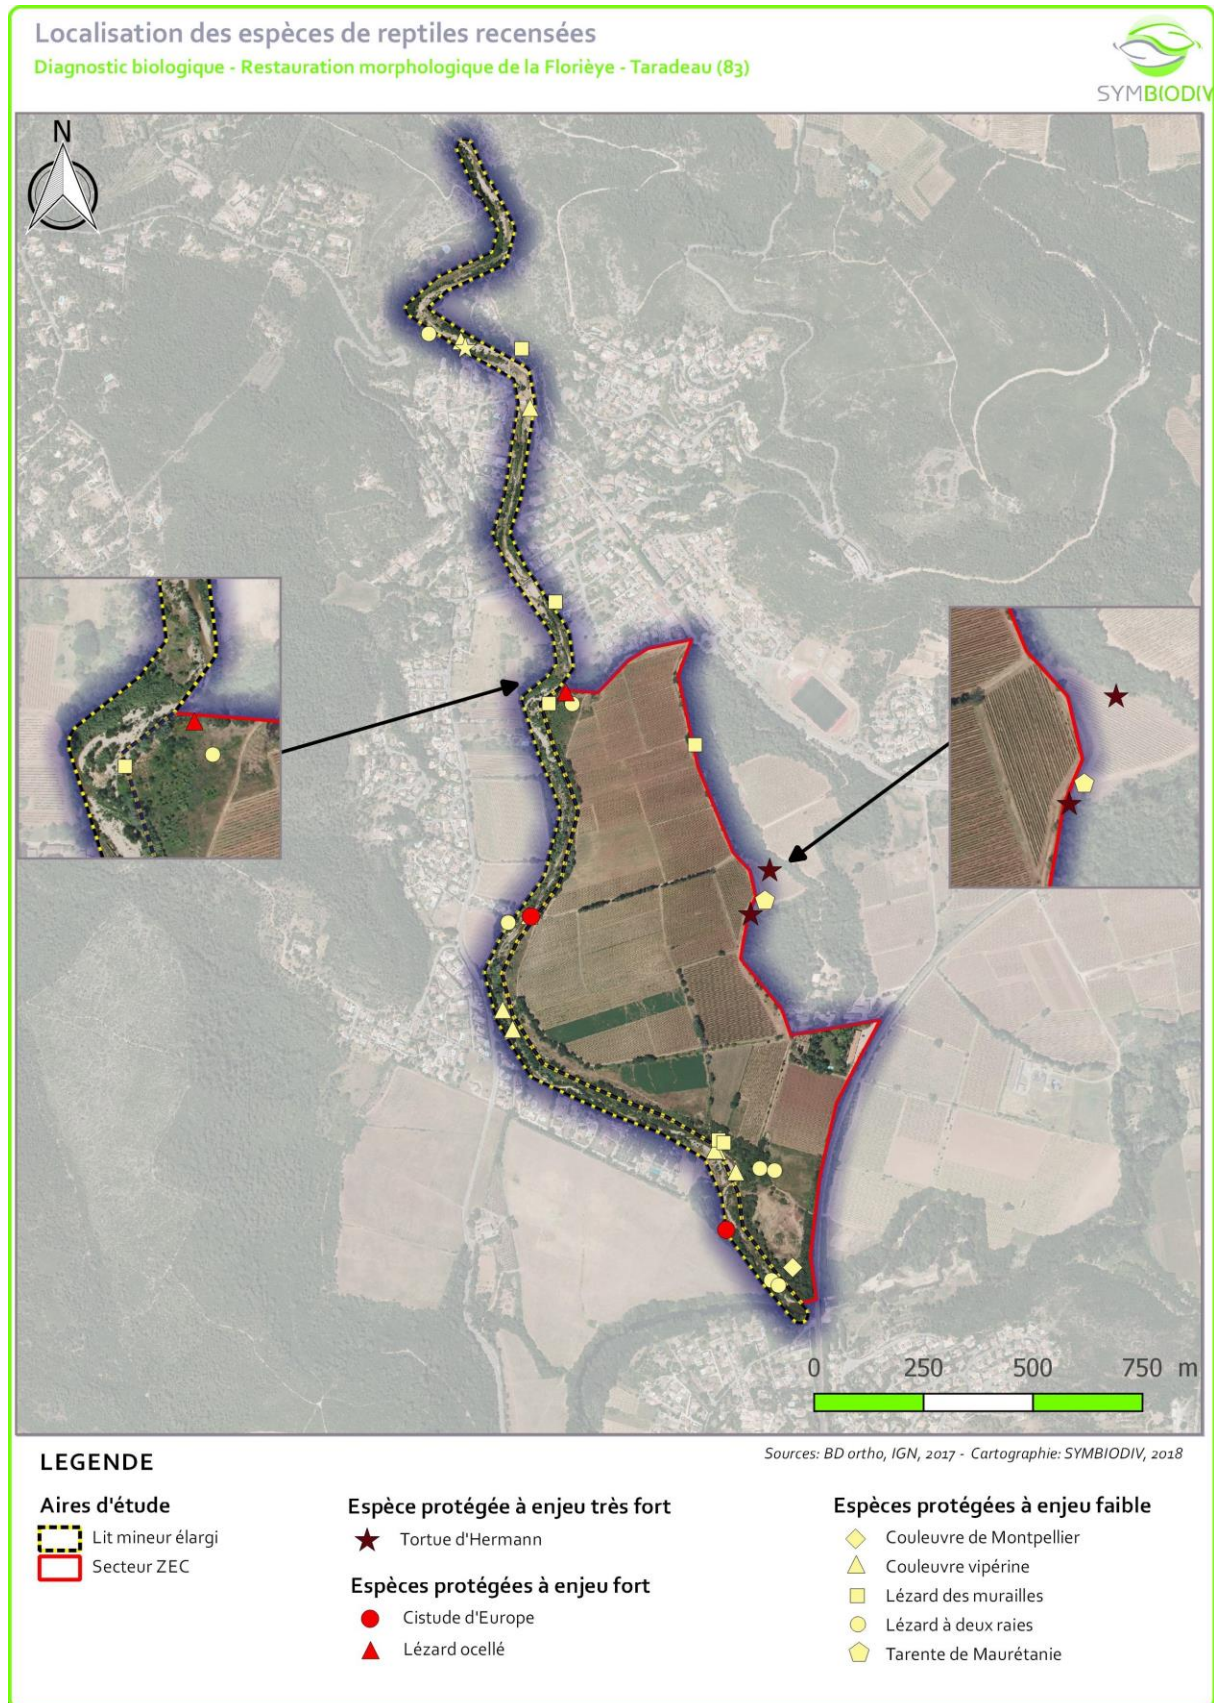 Localisation des espèces de reptiles recensées
Diagnostic biologique - Restauration morphologique de la Florièye - Taradeau (83)
SYMBIODIV
N
0 250 500 750 m
Sources: BD ortho, IGN, 2017 - Cartographie: SYMBIODIV, 2018
LEGENDE
Aires d'étude
Lit mineur élargi
Secteur ZEC
Espèce protégée à enjeu très fort
Tortue d'Hermann
Espèces protégées à enjeu fort
Cistude d'Europe
Lézard ocellé
Espèces protégées à enjeu faible
Couleuvre de Montpellier
Couleuvre vipérine
Lézard des murailles
Lézard à deux raies
Tarente de Maurétanie